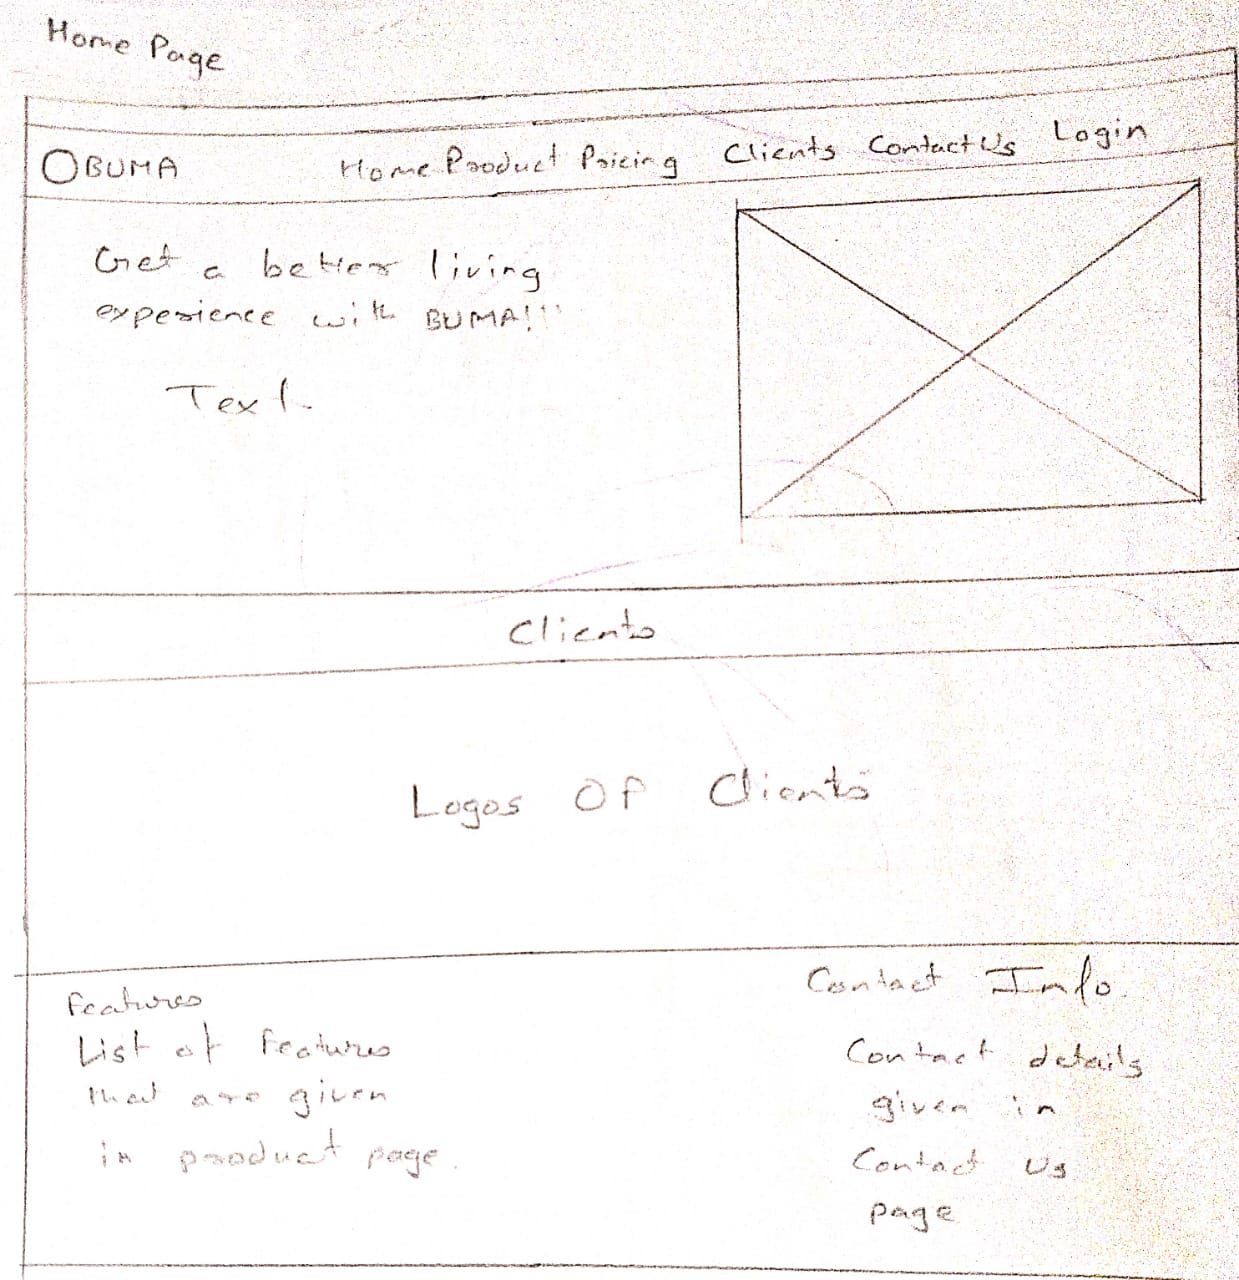 Home Page
BUMA Home Product Pricing Clients Contact Us Login
Get a better living
experience with BUMA!!!
Text
Clients
Logos Of Clients
Features
List of features
that are given
in product page.
Contact Info.
Contact details
given in
Contact Us
page